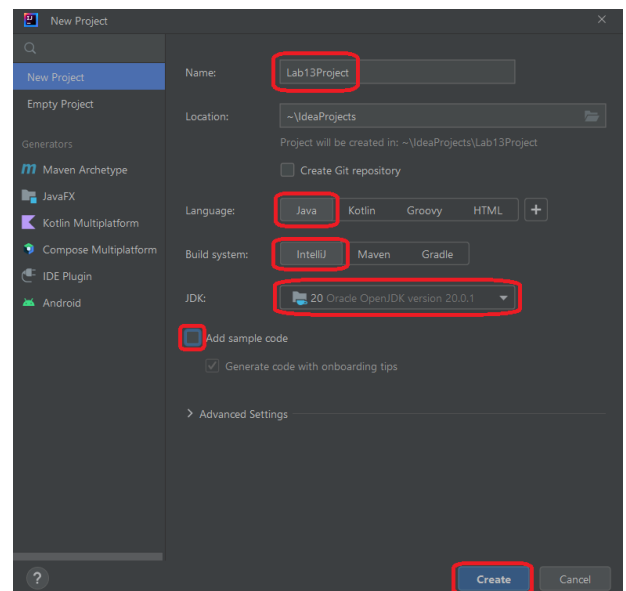 New Project
New Project
Empty Project
Generators
Maven Archetype
JavaFX
Kotlin Multiplatform
Compose Multiplatform
IDE Plugin
Android
Name: Lab13Project
Location: ~\IdeaProjects
Project will be created in: ~\IdeaProjects\Lab13Project
Create Git repository
Language: Java Kotlin Groovy HTML +
Build system: IntelliJ Maven Gradle
JDK: 20 Oracle OpenJDK version 20.0.1
Add sample code
Generate code with onboarding tips
Advanced Settings
? Create Cancel